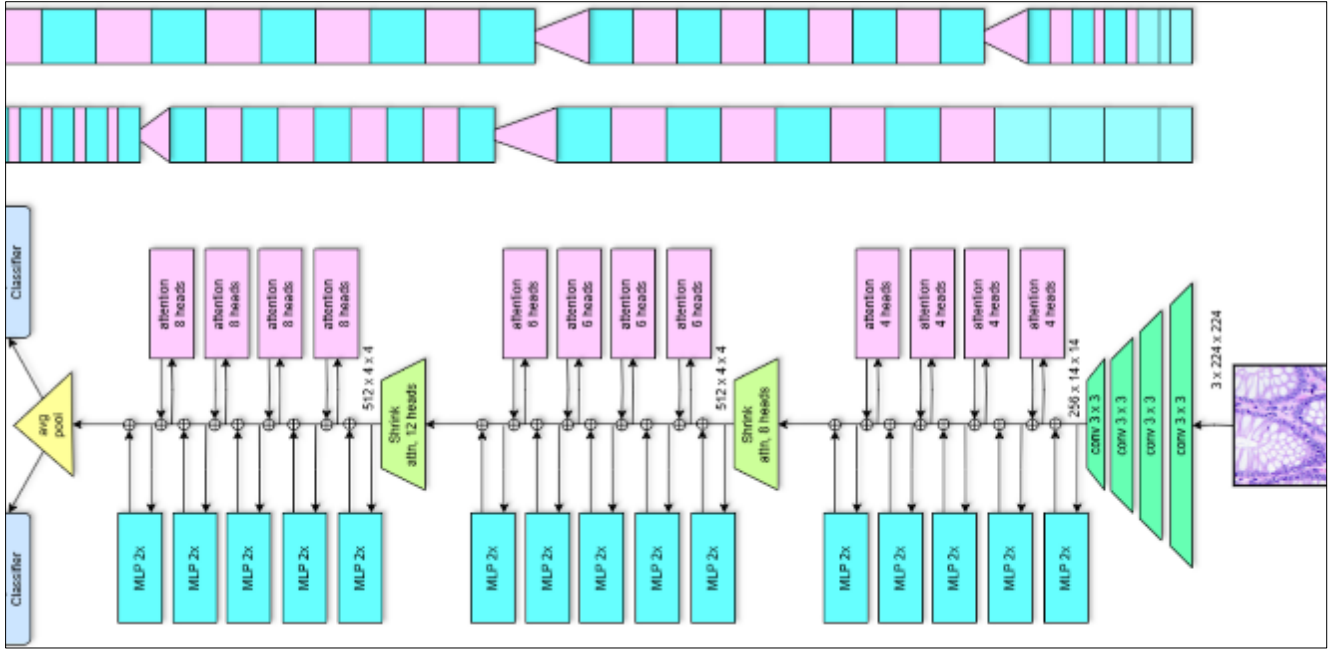 Classifier
Classifier
avg
pool
MLP 2x
attention
8 heads
MLP 2x
attention
8 heads
MLP 2x
attention
8 heads
MLP 2x
attention
8 heads
MLP 2x
512 x 4 x 4
Shrink
attn, 12 heads
MLP 2x
attention
6 heads
MLP 2x
attention
6 heads
MLP 2x
attention
6 heads
MLP 2x
attention
6 heads
MLP 2x
512 x 4 x 4
Shrink
attn, 8 heads
MLP 2x
attention
4 heads
MLP 2x
attention
4 heads
MLP 2x
attention
4 heads
MLP 2x
attention
4 heads
MLP 2x
256 x 14 x 14
conv 3 x 3
conv 3 x 3
conv 3 x 3
conv 3 x 3
3 x 224 x 224